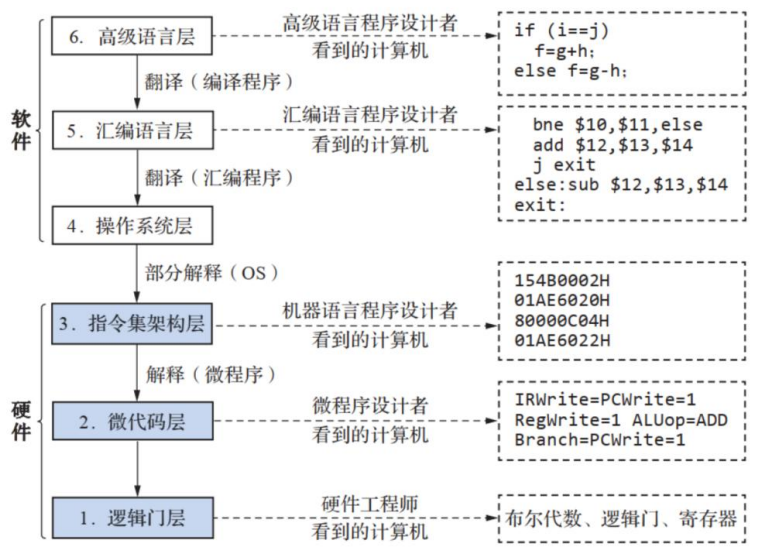 6. 高级语言层
高级语言程序设计者
看到的计算机
if (i==j)
f=g+h;
else f=g-h;
翻译（编译程序）
软件
5. 汇编语言层
汇编语言程序设计者
看到的计算机
bne $10,$11,else
add $12,$13,$14
j exit
else:sub $12,$13,$14
exit:
翻译（汇编程序）
4. 操作系统层
部分解释（OS）
3. 指令集架构层
机器语言程序设计者
看到的计算机
154B0002H
01AE6020H
80000C04H
01AE6022H
解释（微程序）
硬件
2. 微代码层
微程序设计者
看到的计算机
IRWrite=PCWrite=1
RegWrite=1 ALUop=ADD
Branch=PCWrite=1
1. 逻辑门层
硬件工程师
看到的计算机
布尔代数、逻辑门、寄存器